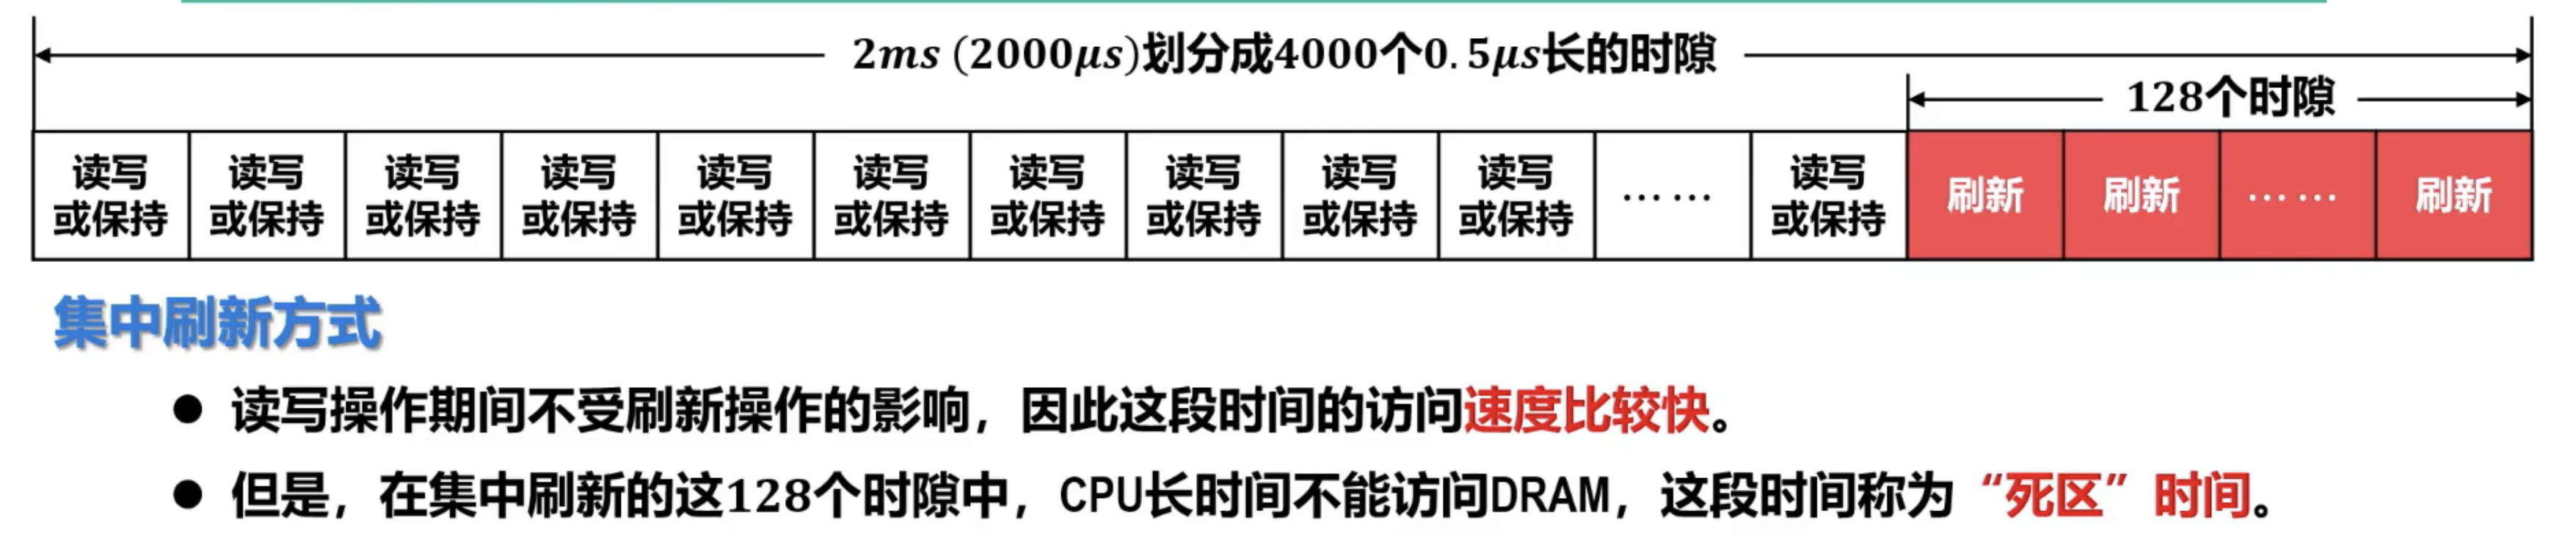 2ms (2000μs)划分成4000个0.5μs长的时隙
128个时隙
读写 读写 读写 读写 读写 读写 读写 读写 读写 读写 读写
或保持 或保持 或保持 或保持 或保持 或保持 或保持 或保持 或保持 或保持 …… 或保持 刷新 刷新 …… 刷新
集中刷新方式
● 读写操作期间不受刷新操作的影响，因此这段时间的访问速度比较快。
● 但是，在集中刷新的这128个时隙中，CPU长时间不能访问DRAM，这段时间称为“死区”时间。